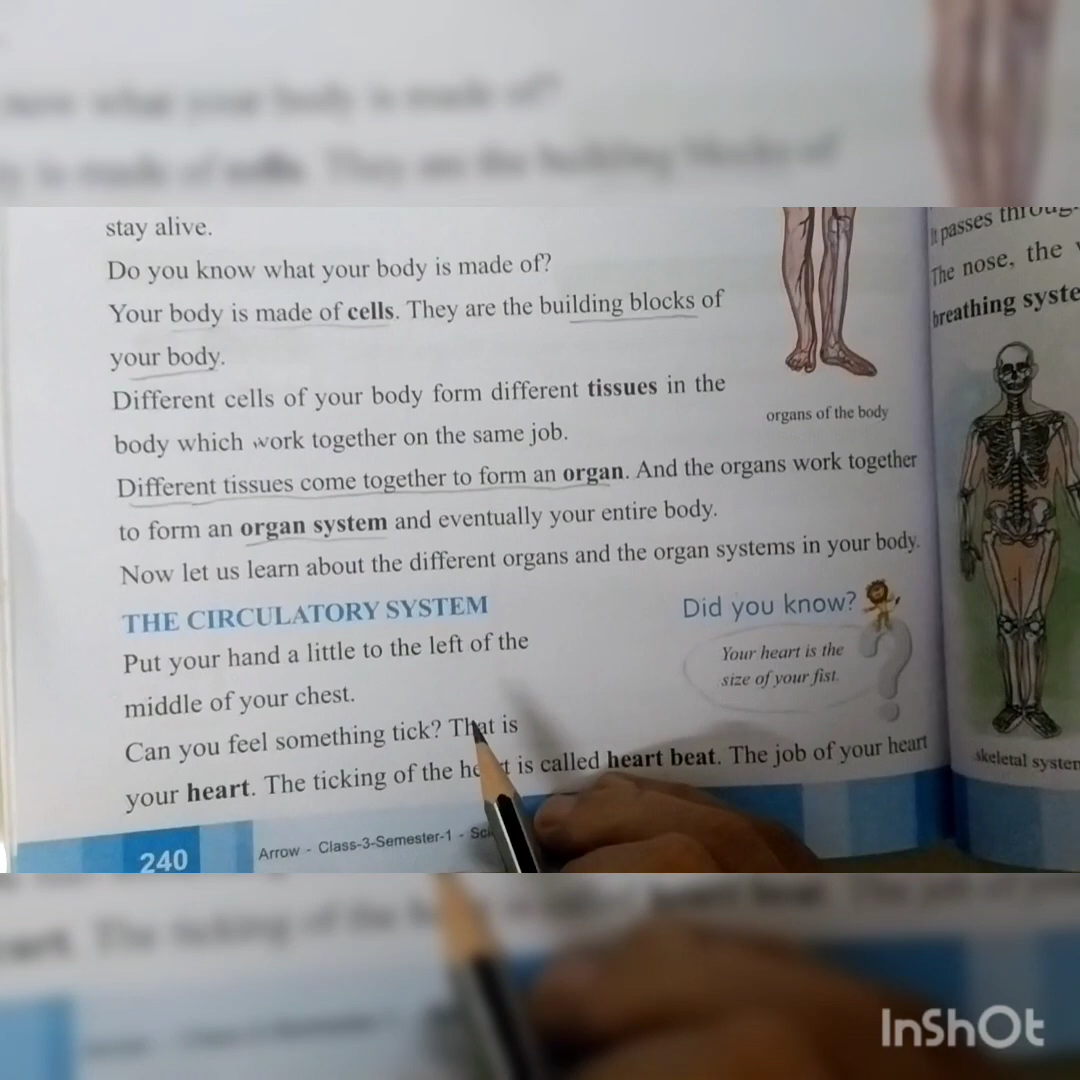 stay alive.
Do you know what your body is made of?
Your body is made of cells. They are the building blocks of
your body.
Different cells of your body form different tissues in the
body which work together on the same job.
organs of the body
Different tissues come together to form an organ. And the organs work together
to form an organ system and eventually your entire body.
Now let us learn about the different organs and the organ systems in your body.
THE CIRCULATORY SYSTEM
Put your hand a little to the left of the
middle of your chest.
Can you feel something tick? That is
your heart. The ticking of the heart is called heart beat. The job of your heart
Did you know?
Your heart is the
size of your fist.
240
Arrow - Class-3-Semester-1 -
It passes
The nose, the
breathing
skeletal
InShOt